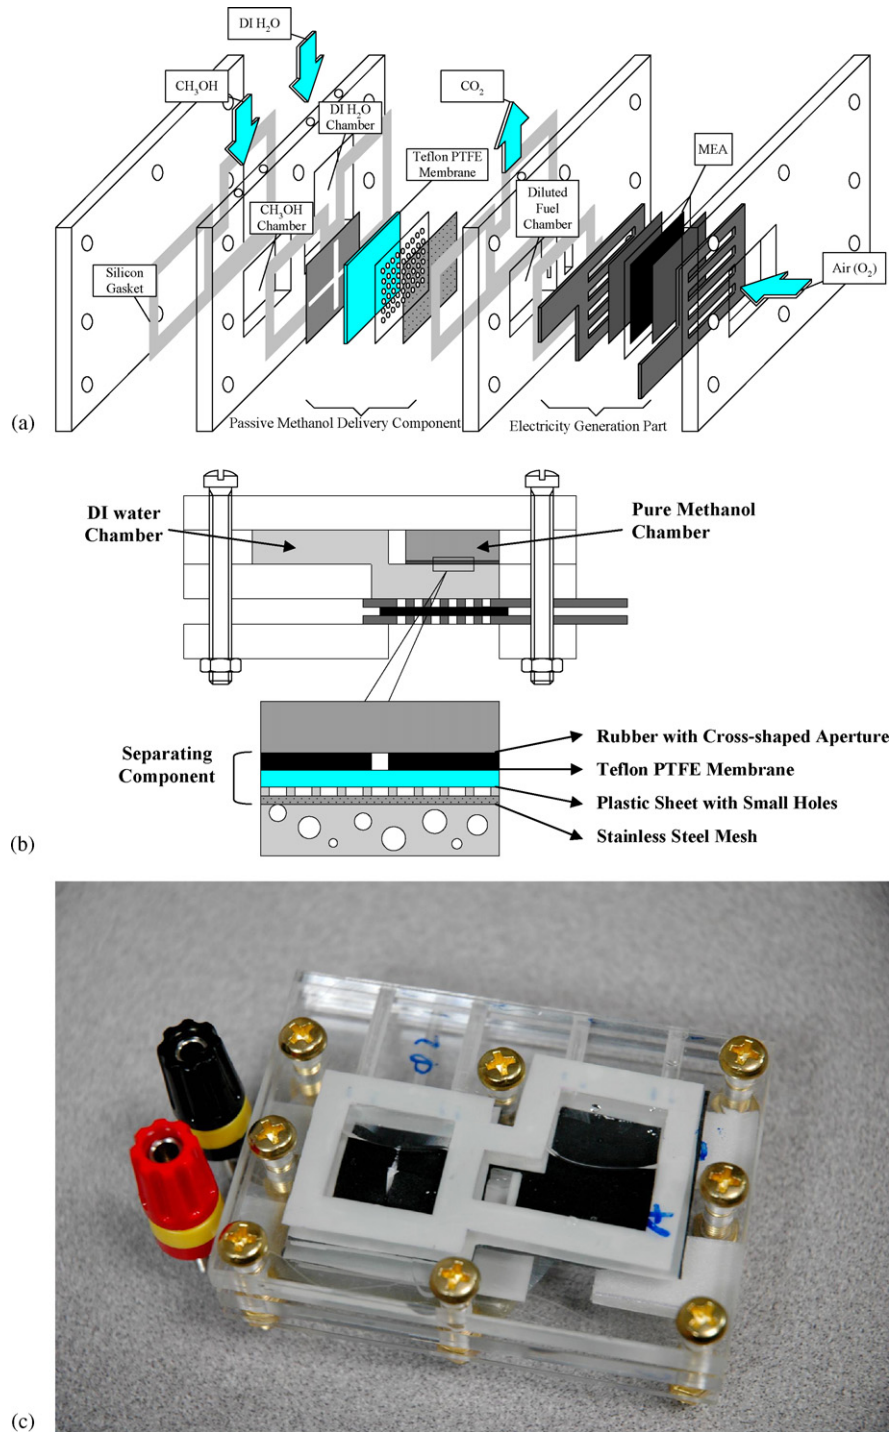 DI H₂O
CH₃OH
DI H₂O
Chamber
CO₂
Teflon PTFE
Membrane
MEA
CH₃OH
Chamber
Diluted
Fuel
Chamber
Silicon
Gasket
Air (O₂)
Passive Methanol Delivery Component
Electricity Generation Part
(a)
DI water
Chamber
Pure Methanol
Chamber
Separating
Component
Rubber with Cross-shaped Aperture
Teflon PTFE Membrane
Plastic Sheet with Small Holes
Stainless Steel Mesh
(b)
(c)